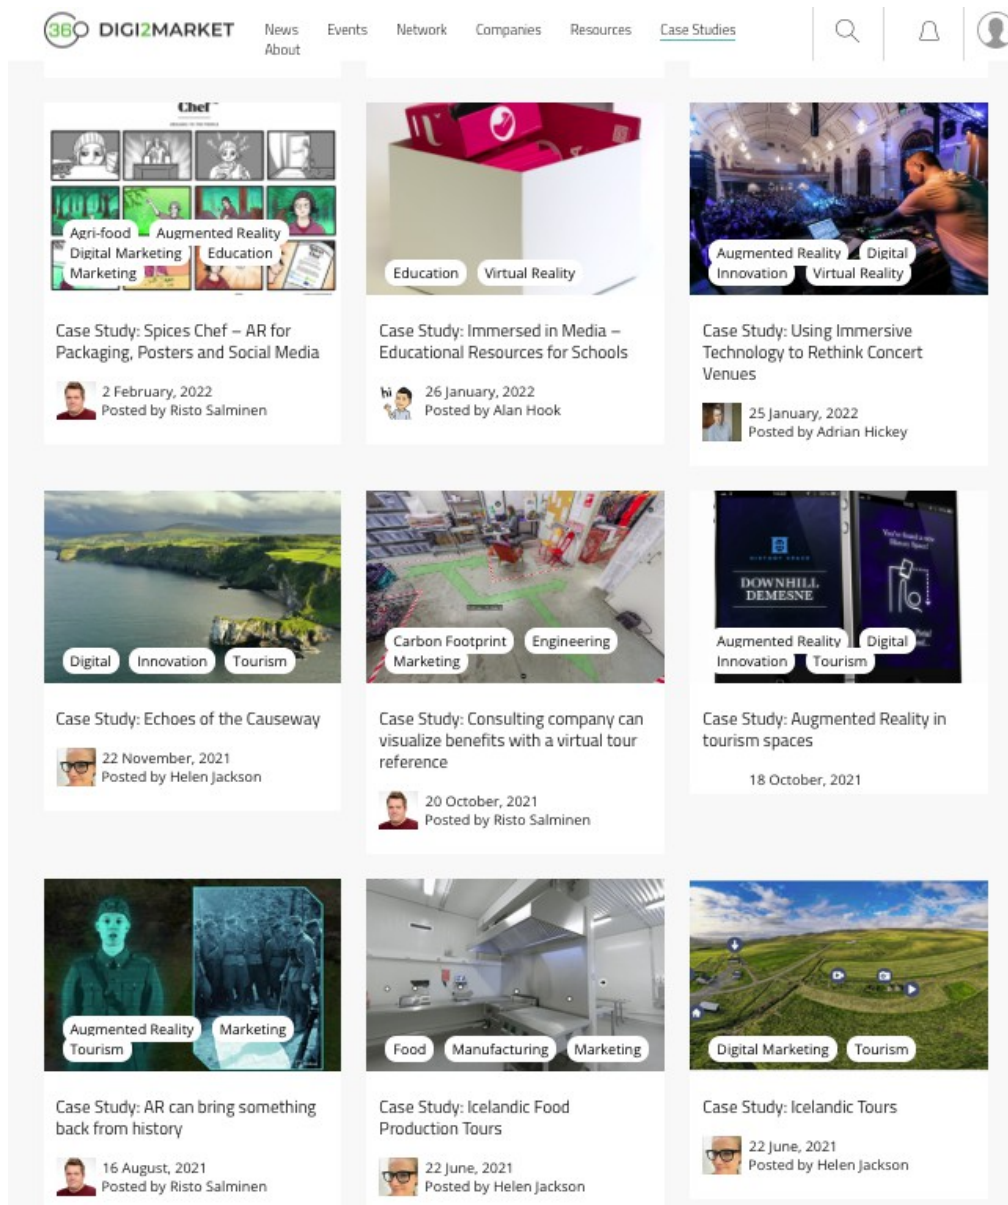 360 DIGI2MARKET
News Events Network Companies Resources Case Studies
About
Chef
Agri-food Augmented Reality
Digital Marketing Education
Marketing
Education Virtual Reality
Augmented Reality Digital
Innovation Virtual Reality
Case Study: Spices Chef – AR for
Packaging, Posters and Social Media
2 February, 2022
Posted by Risto Salminen
Case Study: Immersed in Media –
Educational Resources for Schools
hi
26 January, 2022
Posted by Alan Hook
Case Study: Using Immersive
Technology to Rethink Concert
Venues
25 January, 2022
Posted by Adrian Hickey
Digital Innovation Tourism
Carbon Footprint Engineering
Marketing
DOWNHILL
DEMESNE
You've found a new
History Space!
Augmented Reality Digital
Innovation Tourism
Case Study: Echoes of the Causeway
22 November, 2021
Posted by Helen Jackson
Case Study: Consulting company can
visualize benefits with a virtual tour
reference
20 October, 2021
Posted by Risto Salminen
Case Study: Augmented Reality in
tourism spaces
18 October, 2021
Augmented Reality Marketing
Tourism
Food Manufacturing Marketing
Digital Marketing Tourism
Case Study: AR can bring something
back from history
16 August, 2021
Posted by Risto Salminen
Case Study: Icelandic Food
Production Tours
22 June, 2021
Posted by Helen Jackson
Case Study: Icelandic Tours
22 June, 2021
Posted by Helen Jackson